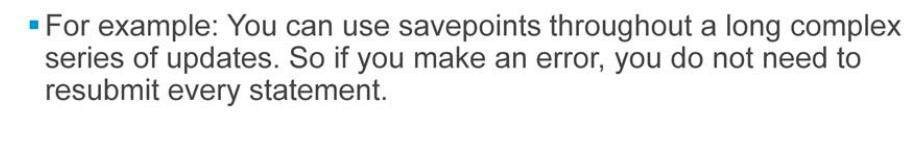 ▪ For example: You can use savepoints throughout a long complex
series of updates. So if you make an error, you do not need to
resubmit every statement.